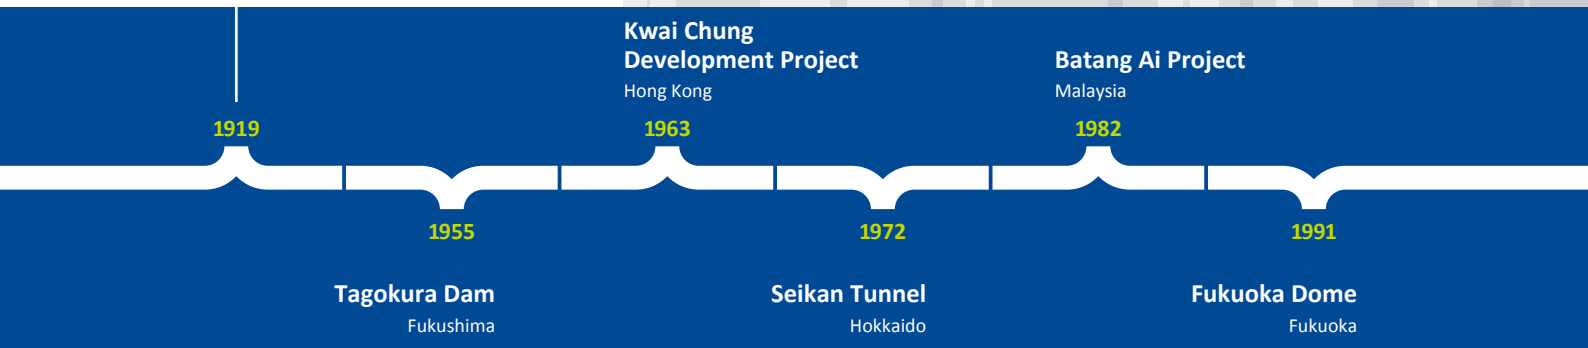 Kwai Chung
Development Project
Hong Kong
Batang Ai Project
Malaysia
1919
1963
1982
1955
1972
1991
Tagokura Dam
Fukushima
Seikan Tunnel
Hokkaido
Fukuoka Dome
Fukuoka